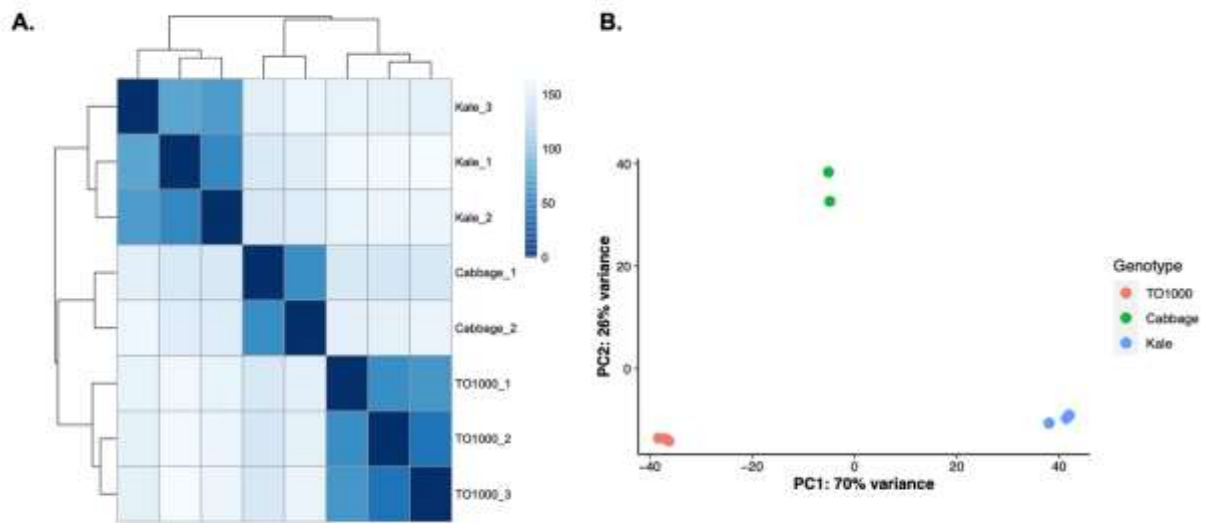 A.
Kale_3
Kale_1
Kale_2
Cabbage_1
Cabbage_2
TO1000_1
TO1000_2
TO1000_3
150
100
50
0
B.
40
20
0
PC2: 26% variance
-40
-20
0
20
40
PC1: 70% variance
Genotype
TO1000
Cabbage
Kale